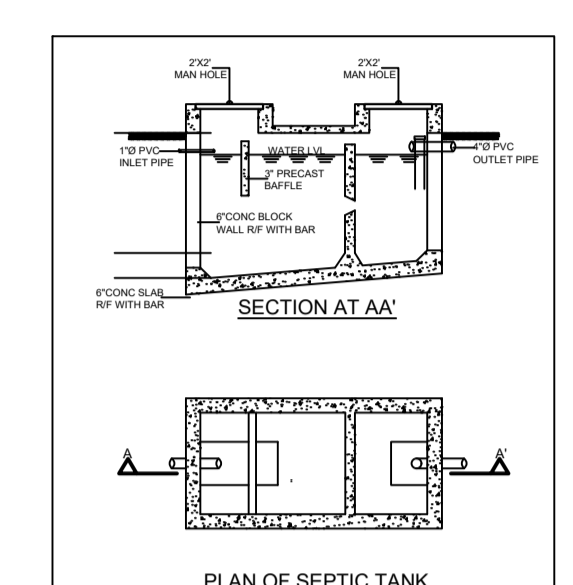 2'X2'
MAN HOLE
2'X2'
MAN HOLE
1"Ø PVC
INLET PIPE
WATER LVL
4"Ø PVC
OUTLET PIPE
3" PRECAST
BAFFLE
6"CONC BLOCK
WALL R/F WITH BAR
6"CONC SLAB
R/F WITH BAR
SECTION AT AA'
A
A'
PLAN OF SEPTIC TANK